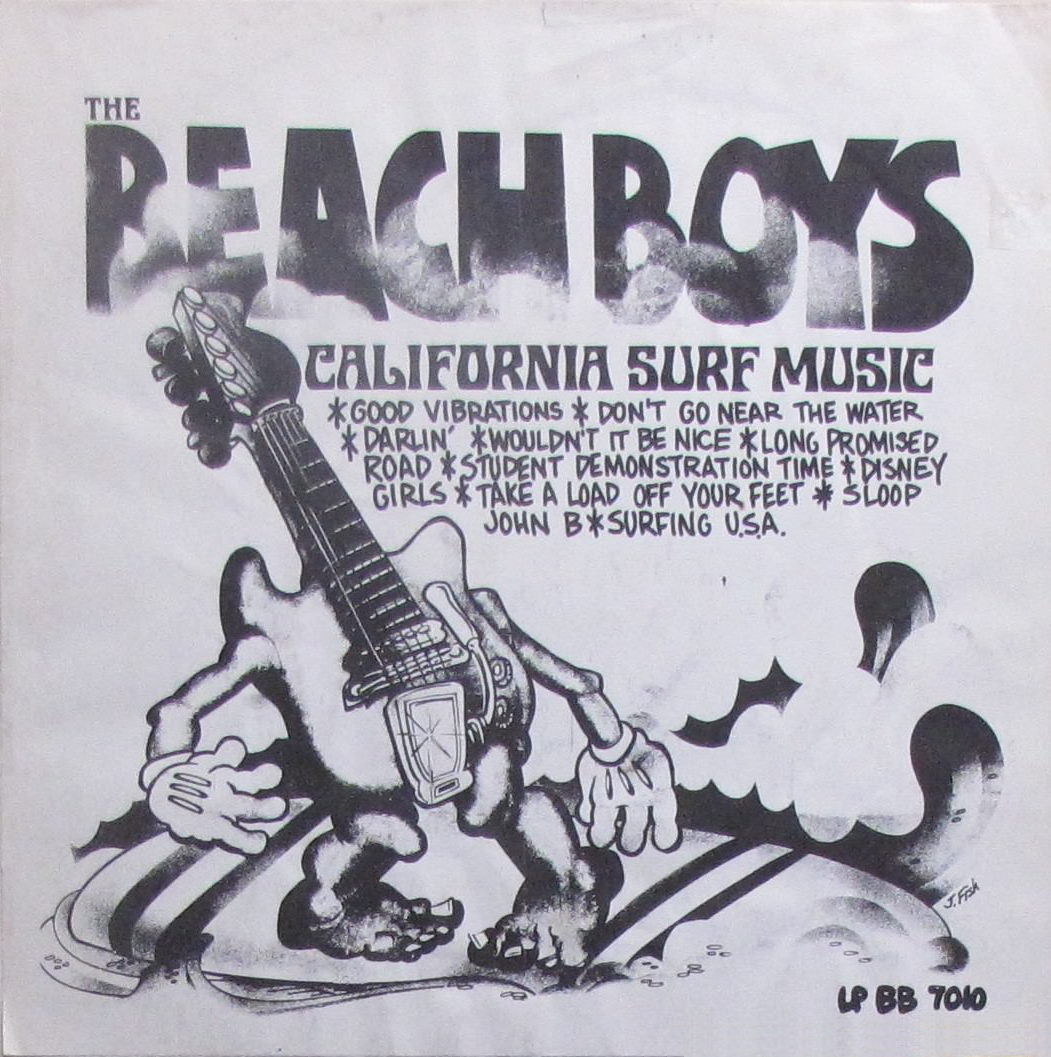 THE
BEACH BOYS
CALIFORNIA SURF MUSIC
*GOOD VIBRATIONS * DON'T GO NEAR THE WATER
* DARLIN' *WOULDN'T IT BE NICE *LONG PROMISED
ROAD *STUDENT DEMONSTRATION TIME * DISNEY
GIRLS * TAKE A LOAD OFF YOUR FEET * SLOOP
JOHN B * SURFING U.S.A.
J. Fish
LP BB 7010